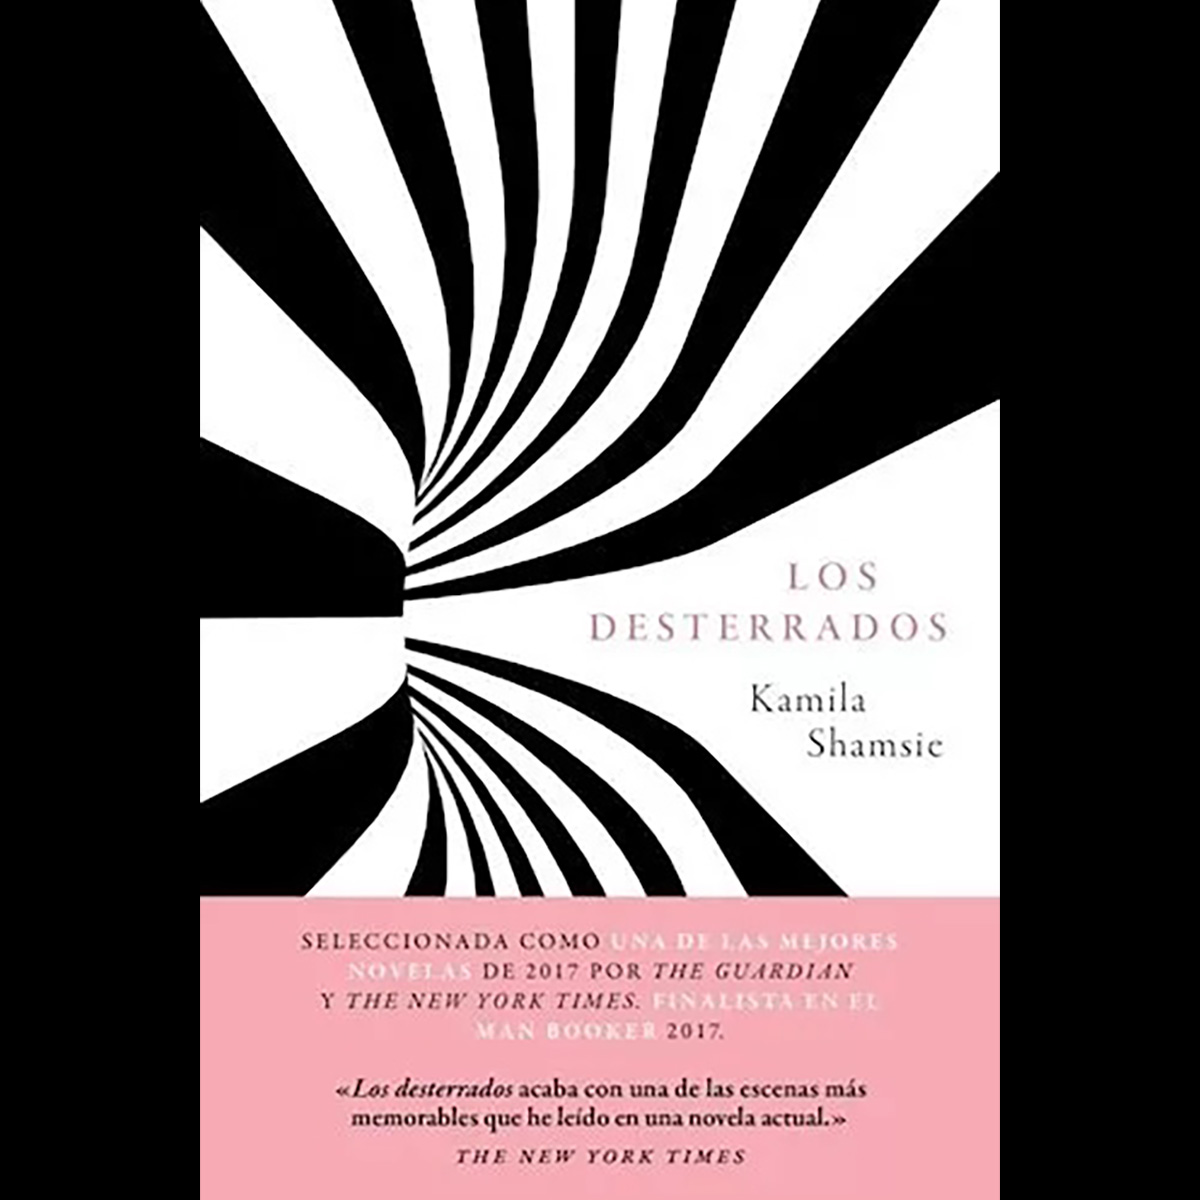 LOS
DESTERRADOS
Kamila
Shamsie
SELECCIONADA COMO UNA DE LAS MEJORES
NOVELAS DE 2017 POR THE GUARDIAN
Y THE NEW YORK TIMES. FINALISTA EN EL
MAN BOOKER 2017.
«Los desterrados acaba con una de las escenas más
memorables que he leído en una novela actual.»
THE NEW YORK TIMES